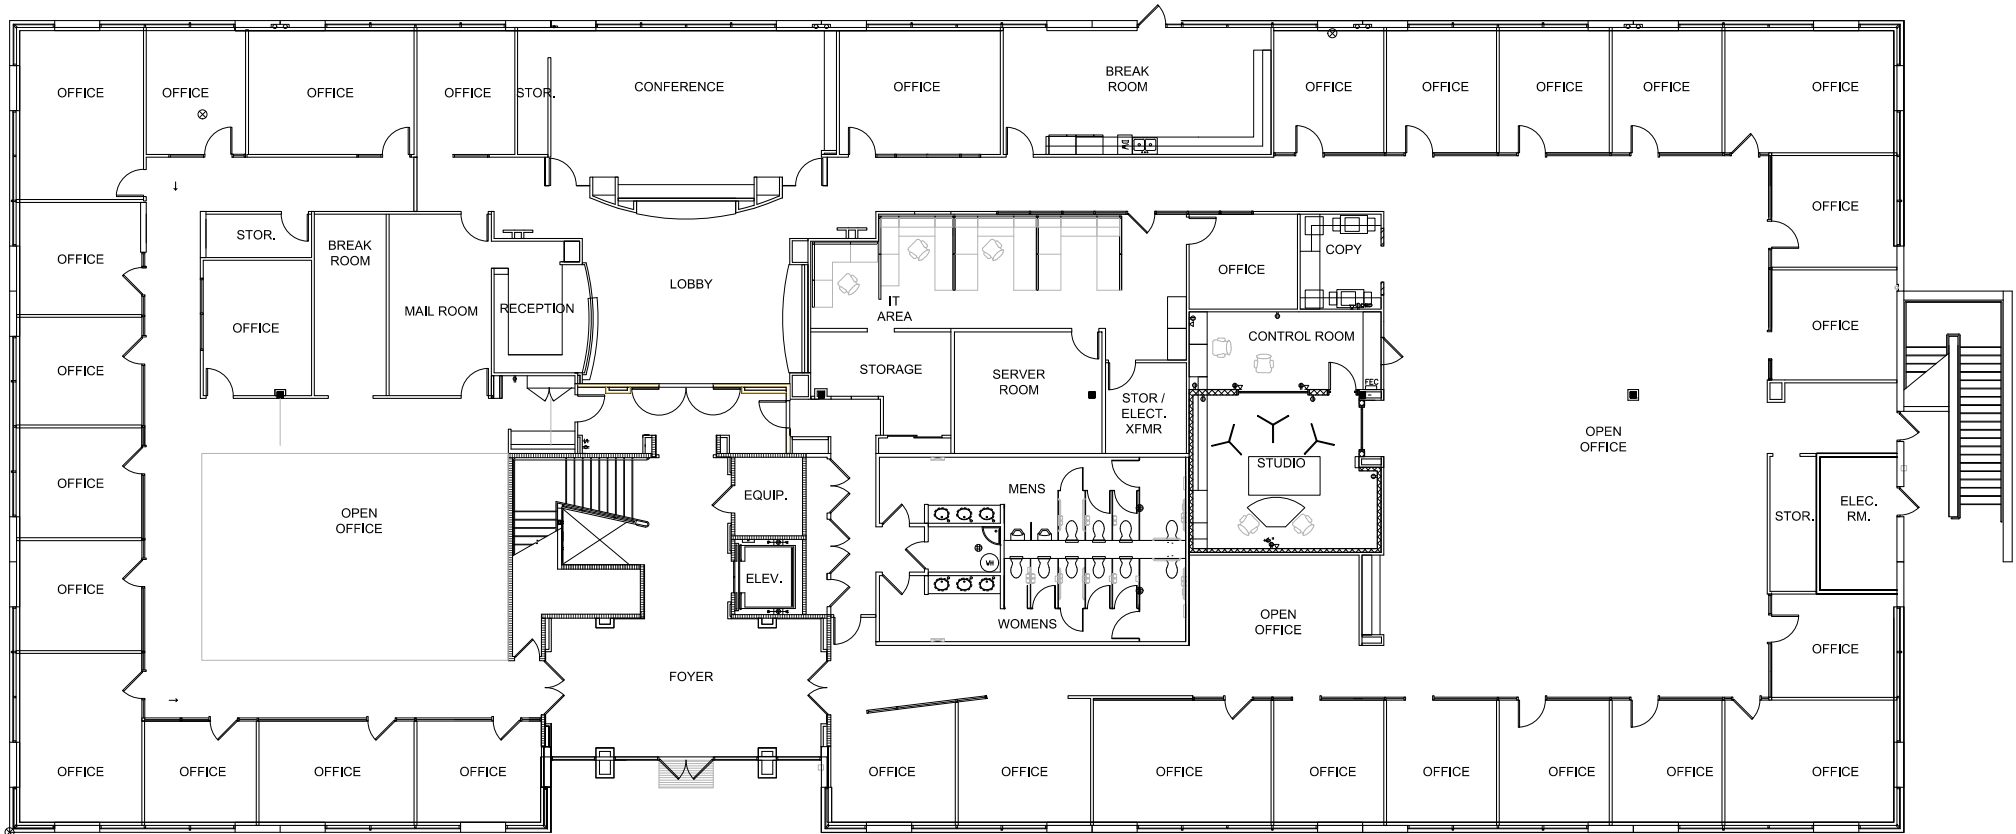 OFFICE
OFFICE
OFFICE
OFFICE
STOR.
CONFERENCE
OFFICE
BREAK
ROOM
OFFICE
OFFICE
OFFICE
OFFICE
OFFICE
DW
OFFICE
STOR.
BREAK
ROOM
COPY
OFFICE
OFFICE
LOBBY
OFFICE
MAIL ROOM
RECEPTION
IT
AREA
OFFICE
OFFICE
CONTROL ROOM
OFFICE
STORAGE
SERVER
ROOM
FEC
STOR /
ELECT.
XFMR
OPEN
OFFICE
STUDIO
OFFICE
EQUIP.
MENS
ELEC.
RM.
STOR.
OPEN
OFFICE
WH
ELEV.
OFFICE
WOMENS
OPEN
OFFICE
OFFICE
FOYER
OFFICE
OFFICE
OFFICE
OFFICE
OFFICE
OFFICE
OFFICE
OFFICE
OFFICE
OFFICE
OFFICE
OFFICE